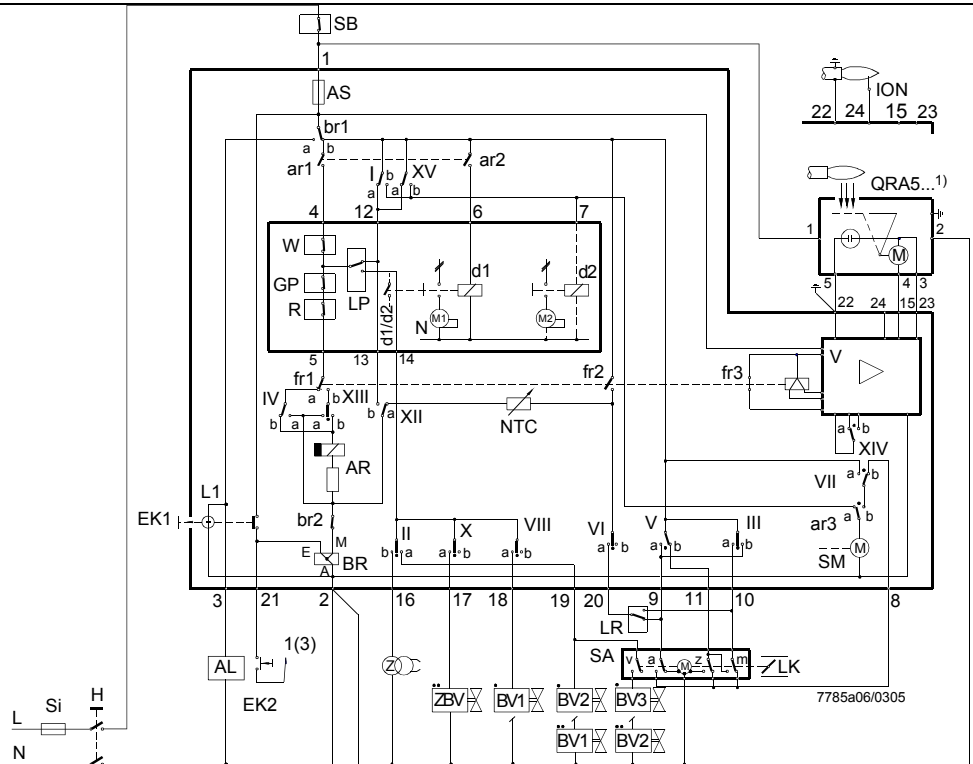 SB
1
AS
ION
22 24 15 23
br1
a b
ar1
ar2
I
b
XV
a a b
QRA5...1)
4 12 6 7
1 2
M
5 4 3
W
GP
LP
R
d1
d2
d1/d2
N
M1
M2
22 24 15 23
5 13 14
V
fr1
fr2
fr3
IV
a b
XIII
b a a b
b a
XII
NTC
a b
XIV
AR
VII
a b
L1
EK1
br2
M
E
BR
A
II
X
VIII
VI
V
III
b a
a b
a b
a b
a b
a b
ar3
a b
SM
M
3 21 2 16 17 18 19 20 9 11 10 8
LR
AL
1(3)
EK2
Z
SA
v a M z m
LK
7785a06/0305
ZBV
BV1
BV2
BV3
BV1
BV2
Si
H
L
N